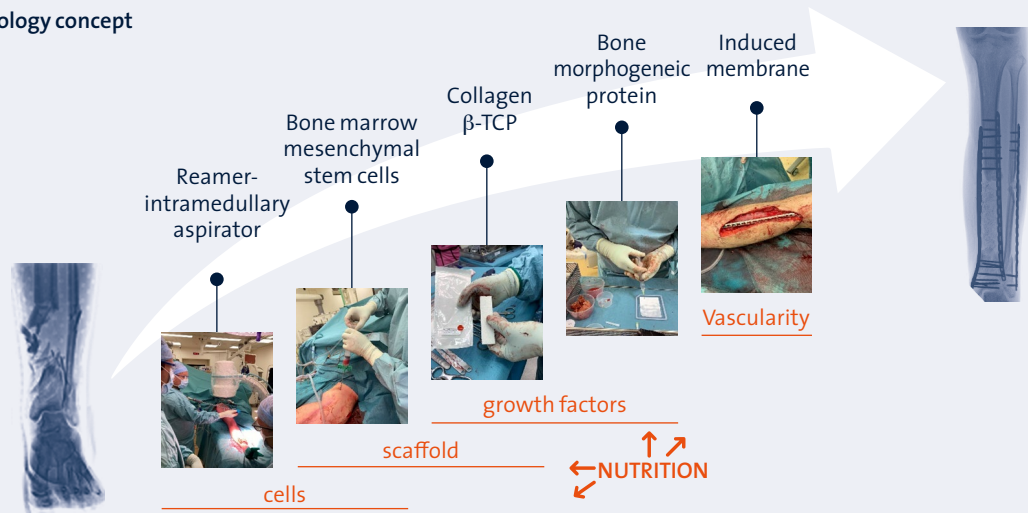 ology concept
Reamer-
intramedullary
aspirator
Bone marrow
mesenchymal
stem cells
Collagen
β-TCP
Bone
morphogeneic
protein
Induced
membrane
Vascularity
growth factors
scaffold
NUTRITION
cells